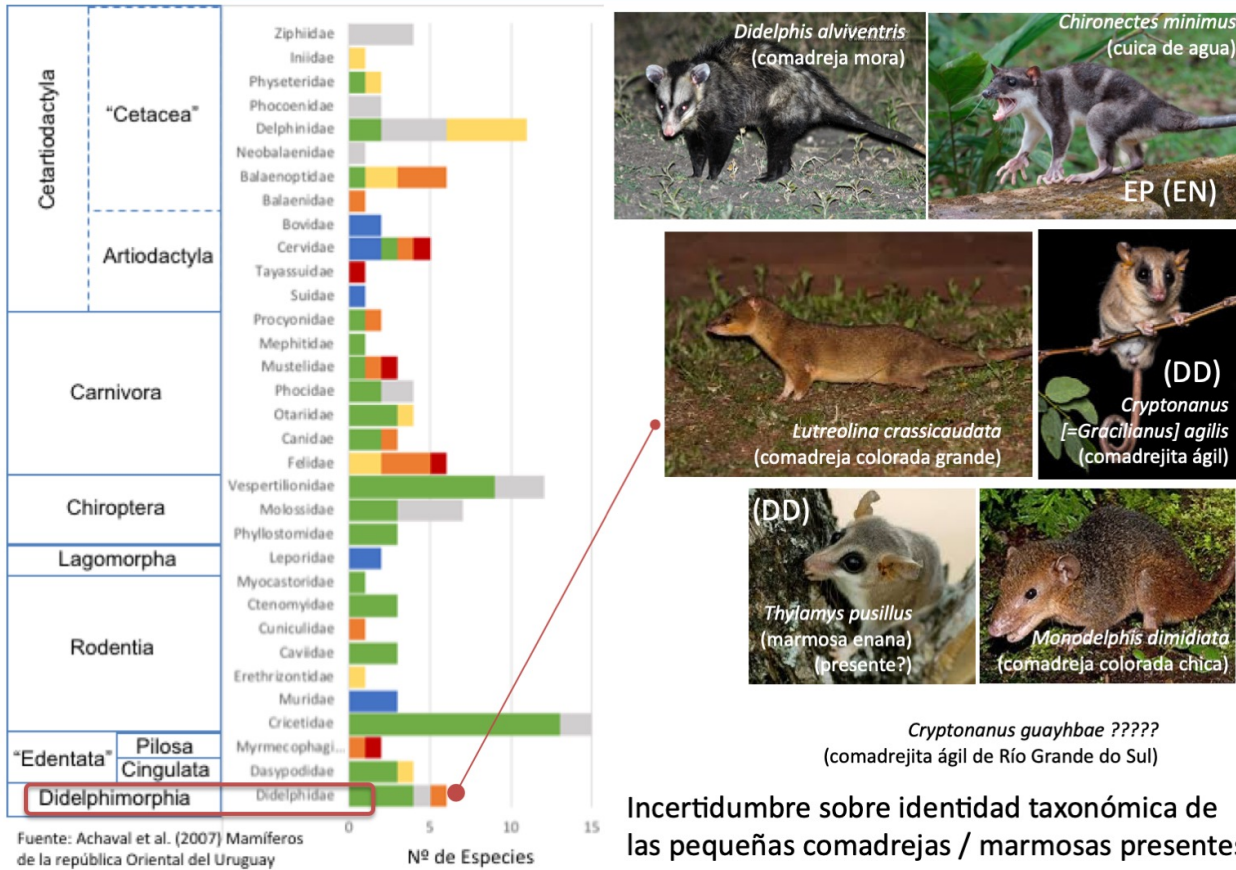 Cetartiodactyla
“Cetacea”
Artiodactyla
Carnivora
Chiroptera
Lagomorpha
Rodentia
“Edentata”
Pilosa
Cingulata
Didelphimorphia
Ziphiidae
Iniidae
Physeteridae
Phocoenidae
Delphinidae
Neobalaenidae
Balaenoptidae
Balaenidae
Bovidae
Cervidae
Tayassuidae
Suidae
Procyonidae
Mephitidae
Mustelidae
Phocidae
Otariidae
Canidae
Felidae
Vespertilionidae
Molossidae
Phyllostomidae
Leporidae
Myocastoridae
Ctenomyidae
Cuniculidae
Caviidae
Erethrizontidae
Muridae
Cricetidae
Myrmecophagi...
Dasypodidae
Didelphidae
0 5 10 15
Nº de Especies
Fuente: Achaval et al. (2007) Mamíferos
de la república Oriental del Uruguay
Didelphis alviventris
(comadreja mora)
Chironectes minimus
(cuica de agua)
EP (EN)
Lutreolina crassicaudata
(comadreja colorada grande)
(DD)
Cryptonanus
[=Gracilianus] agilis
(comadrejita ágil)
(DD)
Thylamys pusillus
(marmosa enana)
(presente?)
Monodelphis dimidiata
(comadreja colorada chica)
Cryptonanus guayhbae ?????
(comadrejita ágil de Río Grande do Sul)
Incertidumbre sobre identidad taxonómica de
las pequeñas comadrejas / marmosas presentes